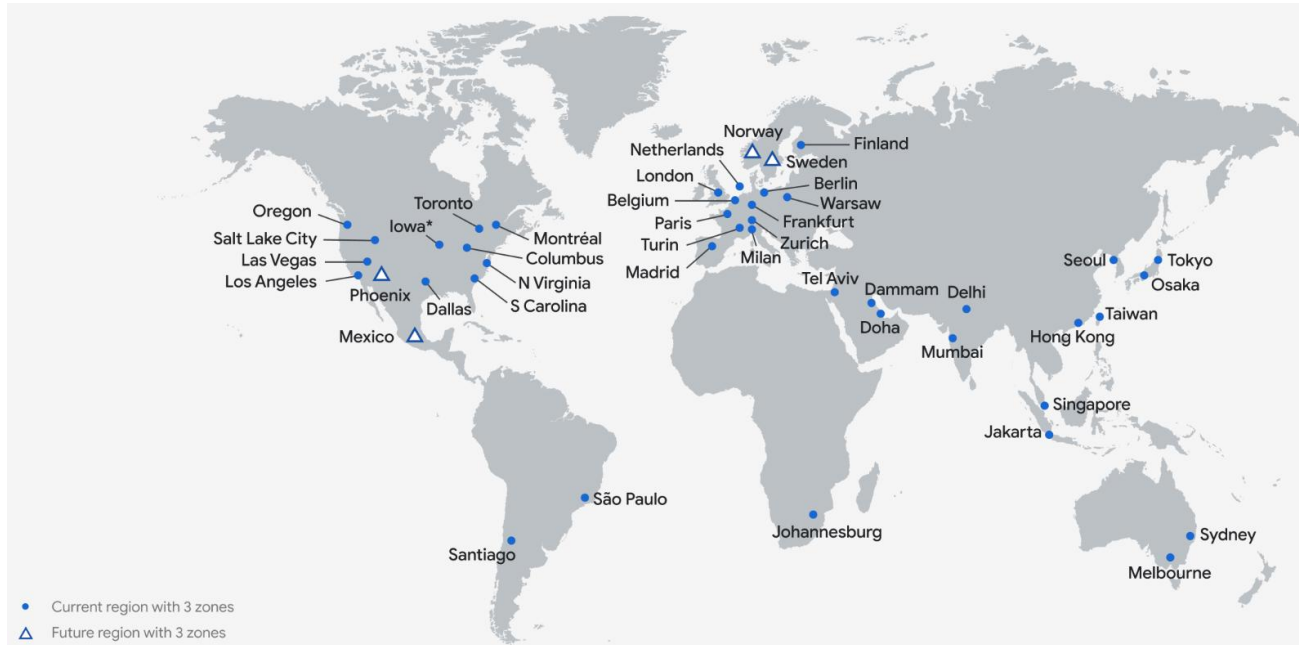 Norway
Finland
Netherlands
Sweden
London
Berlin
Belgium
Warsaw
Paris
Frankfurt
Turin
Zurich
Madrid
Milan
Oregon
Toronto
Iowa*
Montréal
Salt Lake City
Columbus
Las Vegas
N Virginia
Los Angeles
S Carolina
Phoenix
Dallas
Mexico
Tel Aviv
Dammam
Delhi
Doha
Mumbai
Seoul
Tokyo
Osaka
Taiwan
Hong Kong
Singapore
Jakarta
São Paulo
Santiago
Johannesburg
Sydney
Melbourne
Current region with 3 zones
Future region with 3 zones